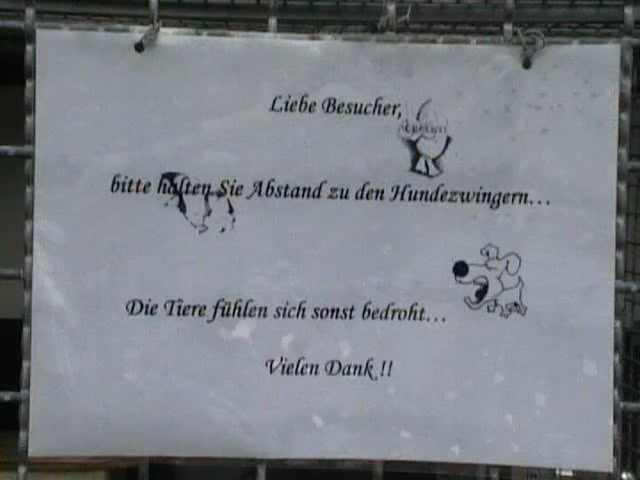 Liebe Besucher,
bitte halten Sie Abstand zu den Hundezwingern...
Die Tiere fühlen sich sonst bedroht...
Vielen Dank !!